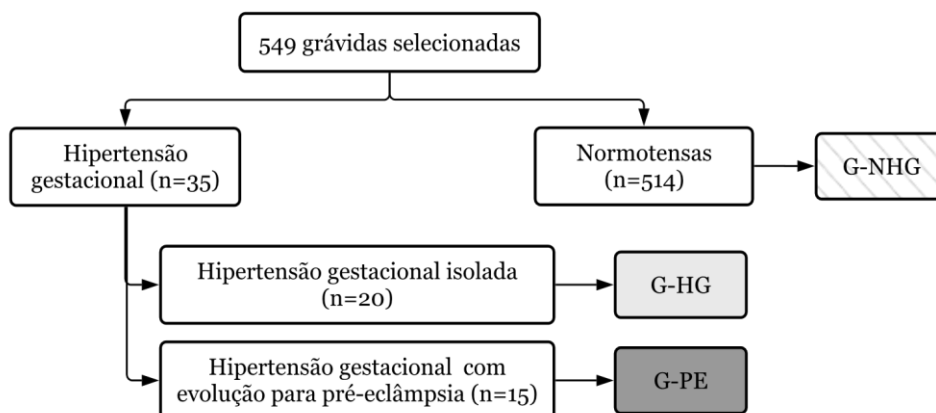 549 grávidas selecionadas
Hipertensão
gestacional (n=35)
Normotensas
(n=514)
G-NHG
Hipertensão gestacional isolada
(n=20)
G-HG
Hipertensão gestacional com
evolução para pré-eclâmpsia (n=15)
G-PE